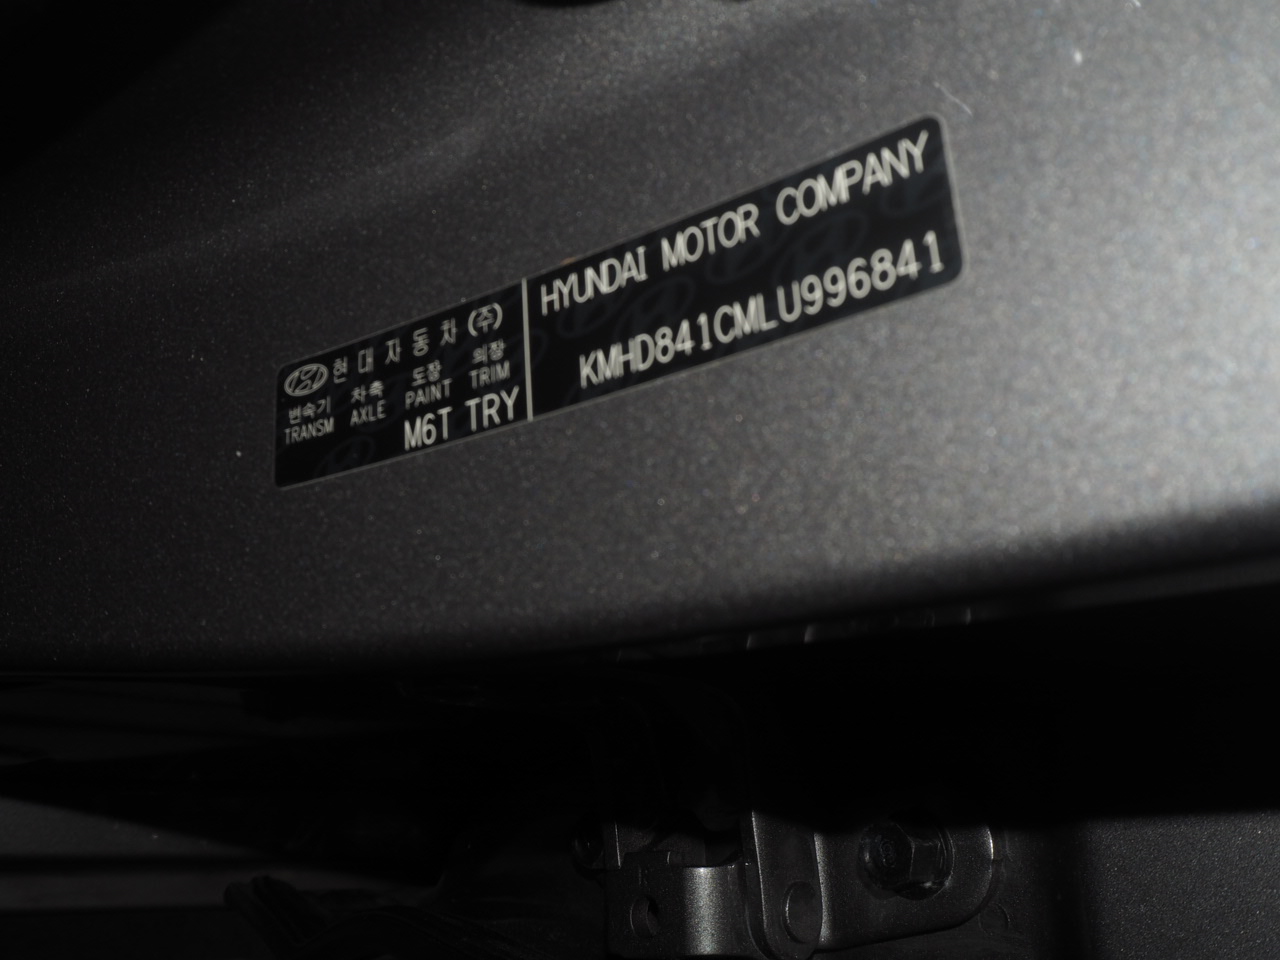 현대자동차(주)
변속기 차축 도장 의장
TRANSM AXLE PAINT TRIM
M6T TRY
HYUNDAI MOTOR COMPANY
KMHD841CMLU996841